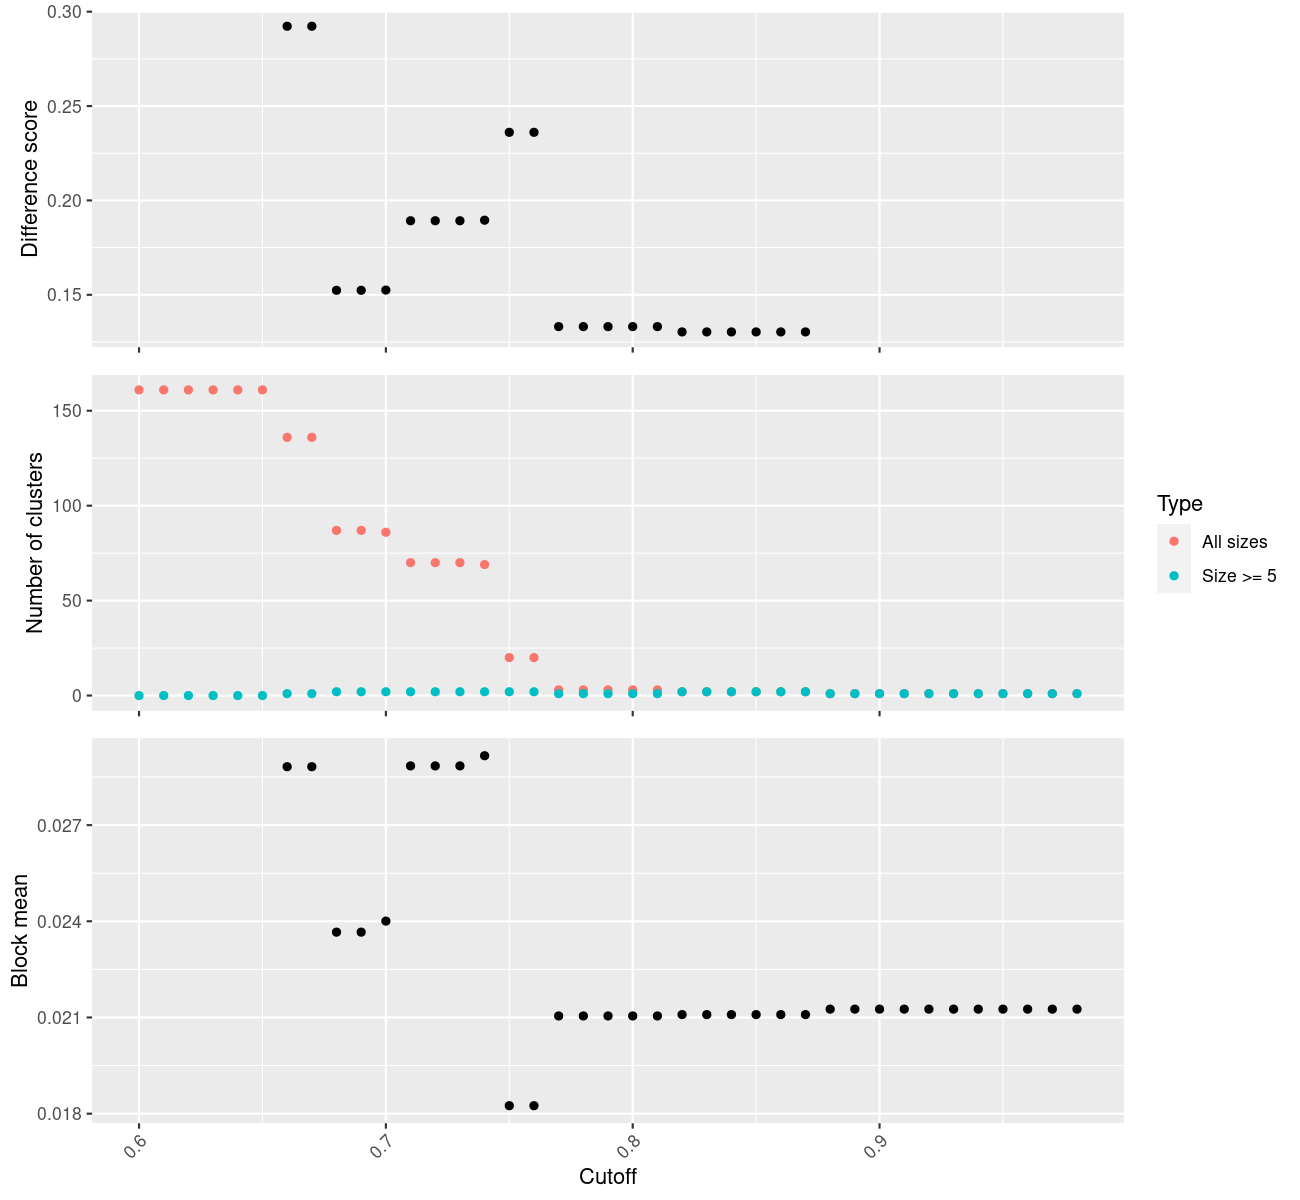 0.30
0.25
0.20
0.15
Difference score
150
100
50
0
Number of clusters
Type
All sizes
Size >= 5
0.027
0.024
0.021
0.018
Block mean
0.6
0.7
0.8
0.9
Cutoff